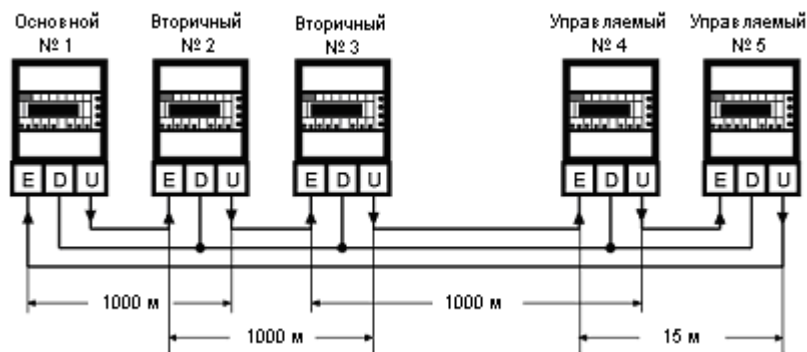 Основной
№ 1
Вторичный
№ 2
Вторичный
№ 3
Управляемый
№ 4
Управляемый
№ 5
E D U
E D U
E D U
E D U
E D U
1000 м
1000 м
1000 м
15 м